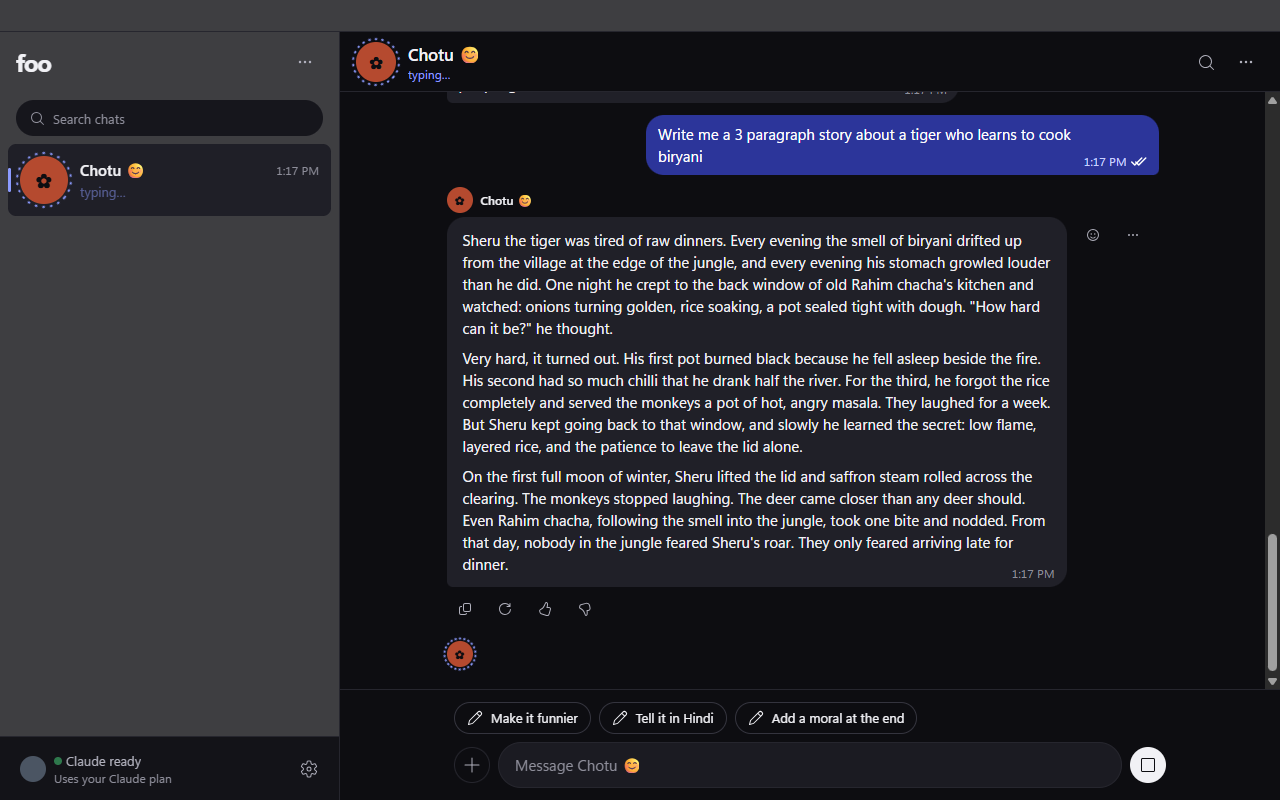 foo
Search chats
Chotu 😊
1:17 PM
typing...
Claude ready
Uses your Claude plan
Chotu 😊
typing...
Write me a 3 paragraph story about a tiger who learns to cook
biryani
1:17 PM
Chotu 😊
Sheru the tiger was tired of raw dinners. Every evening the smell of biryani drifted up
from the village at the edge of the jungle, and every evening his stomach growled louder
than he did. One night he crept to the back window of old Rahim chacha's kitchen and
watched: onions turning golden, rice soaking, a pot sealed tight with dough. "How hard
can it be?" he thought.
Very hard, it turned out. His first pot burned black because he fell asleep beside the fire.
His second had so much chilli that he drank half the river. For the third, he forgot the rice
completely and served the monkeys a pot of hot, angry masala. They laughed for a week.
But Sheru kept going back to that window, and slowly he learned the secret: low flame,
layered rice, and the patience to leave the lid alone.
On the first full moon of winter, Sheru lifted the lid and saffron steam rolled across the
clearing. The monkeys stopped laughing. The deer came closer than any deer should.
Even Rahim chacha, following the smell into the jungle, took one bite and nodded. From
that day, nobody in the jungle feared Sheru's roar. They only feared arriving late for
dinner.
1:17 PM
Make it funnier
Tell it in Hindi
Add a moral at the end
Message Chotu 😊